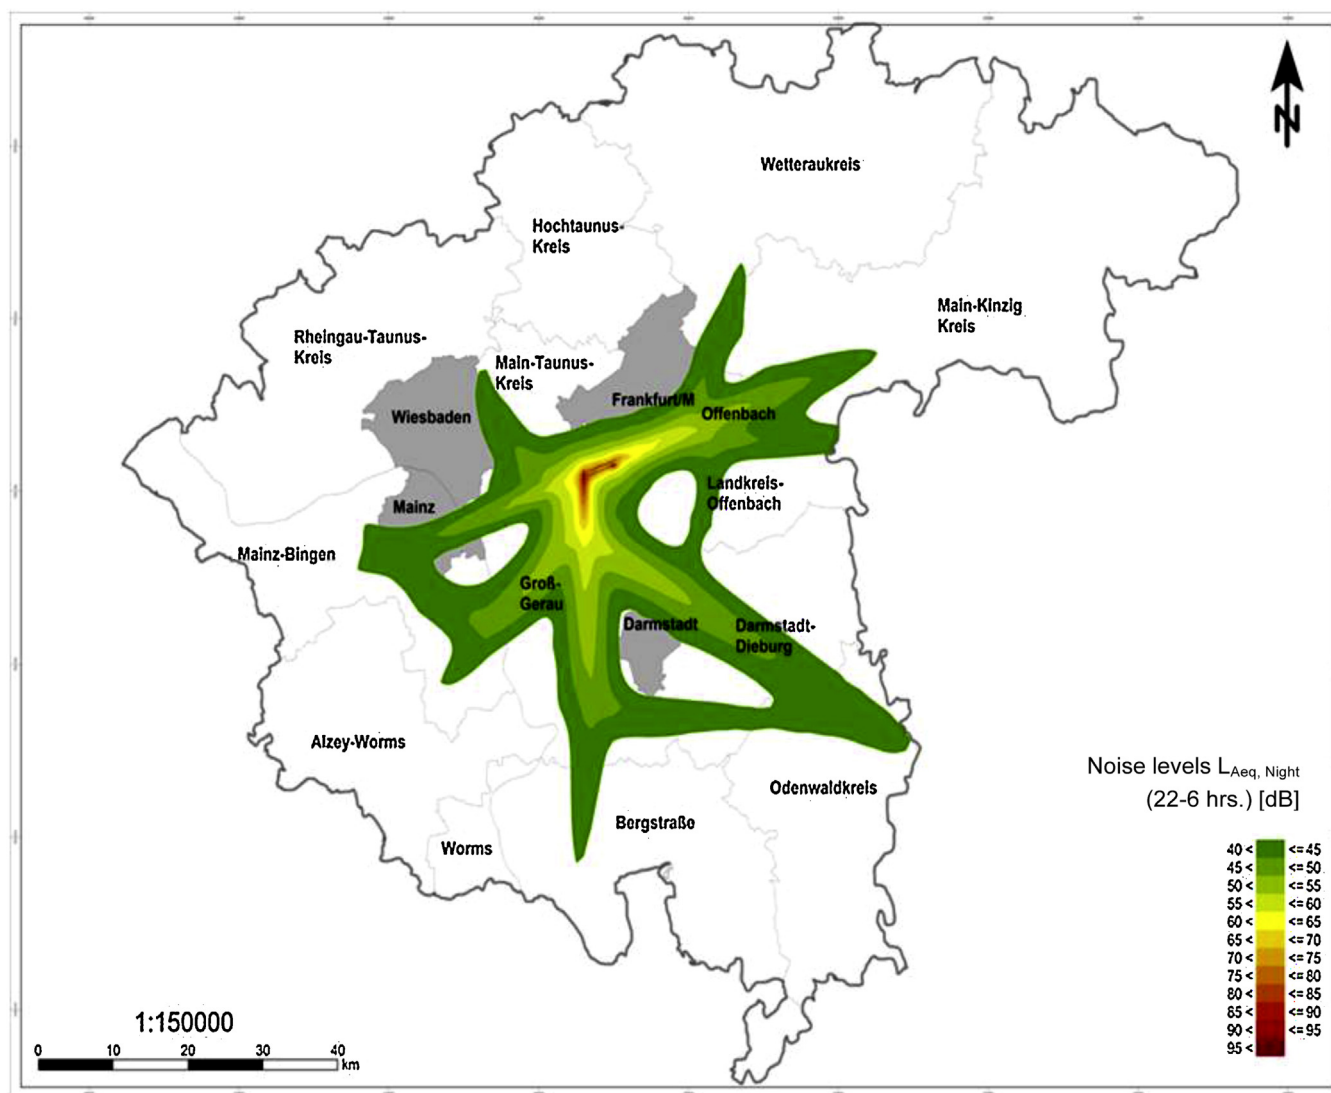 N
Wetteraukreis
Hochtaunus-
Kreis
Main-Kinzig
Kreis
Rheingau-Taunus-
Kreis
Main-Taunus-
Kreis
Frankfurt/M
Offenbach
Wiesbaden
Landkreis-
Offenbach
Mainz
Mainz-Bingen
Groß-
Gerau
Darmstadt
Darmstadt-
Dieburg
Alzey-Worms
Odenwaldkreis
Bergstraße
Worms
Noise levels LAeq, Night
(22-6 hrs.) [dB]
40 < <=45
45 < <=50
50 < <=55
55 < <=60
60 < <=65
65 < <=70
70 < <=75
75 < <=80
80 < <=85
85 < <=90
90 < <=95
95 <
1:150000
0 10 20 30 40
km